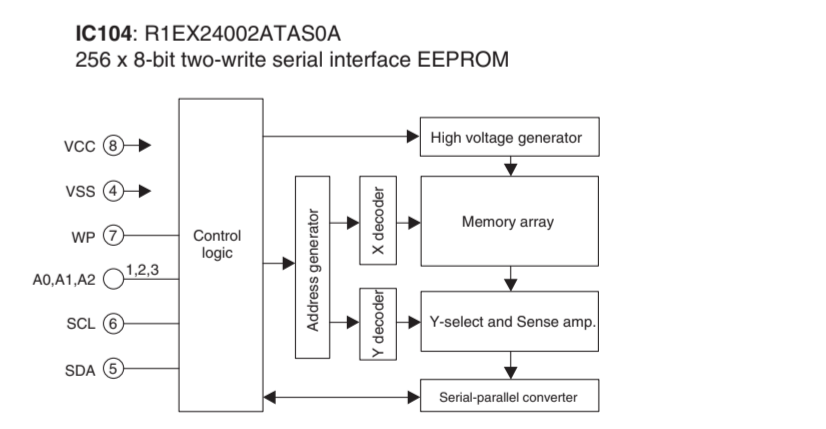 IC104: R1EX24002ATAS0A
256 x 8-bit two-write serial interface EEPROM
VCC 8
High voltage generator
VSS 4
WP 7
Control
logic
Address generator
X decoder
Memory array
A0,A1,A2 1,2,3
SCL 6
Y decoder
Y-select and Sense amp.
SDA 5
Serial-parallel converter